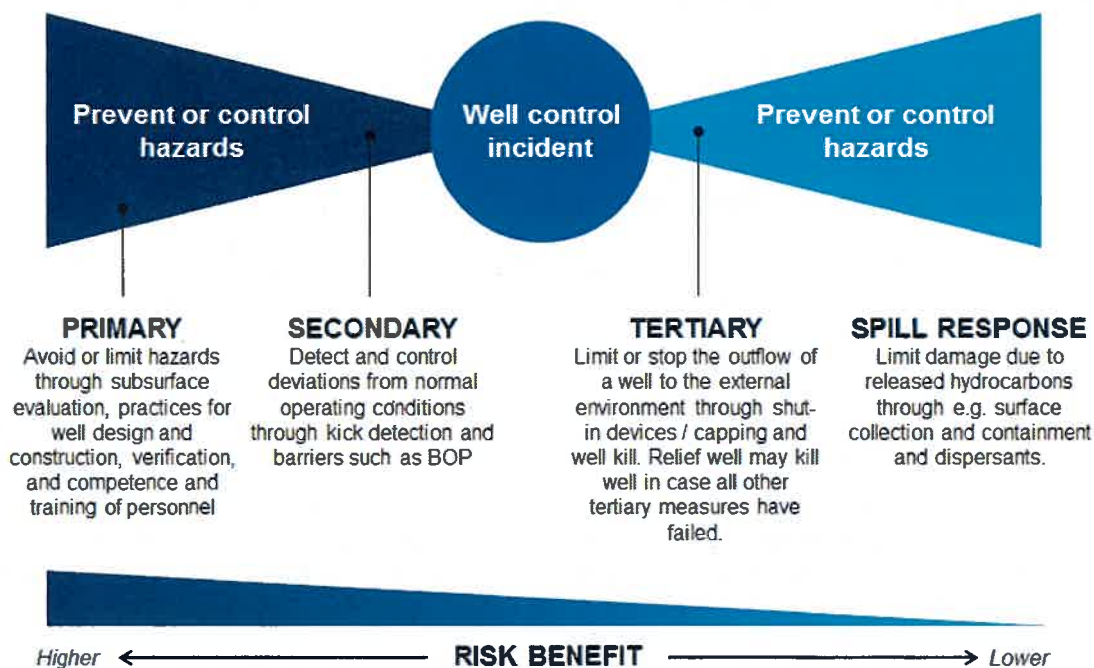 Prevent or control
hazards
Well control
incident
Prevent or control
hazards
PRIMARY
Avoid or limit hazards
through subsurface
evaluation, practices for
well design and
construction, verification,
and competence and
training of personnel
SECONDARY
Detect and control
deviations from normal
operating conditions
through kick detection and
barriers such as BOP
TERTIARY
Limit or stop the outflow of
a well to the external
environment through shut-
in devices / capping and
well kill. Relief well may kill
well in case all other
tertiary measures have
failed.
SPILL RESPONSE
Limit damage due to
released hydrocarbons
through e.g. surface
collection and containment
and dispersants.
Higher RISK BENEFIT Lower